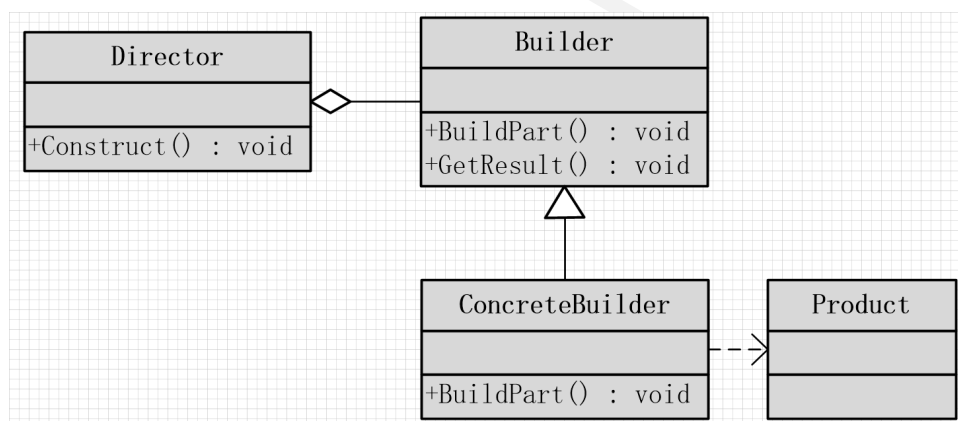 Director
+Construct() : void
Builder
+BuildPart() : void
+GetResult() : void
ConcreteBuilder
+BuildPart() : void
Product